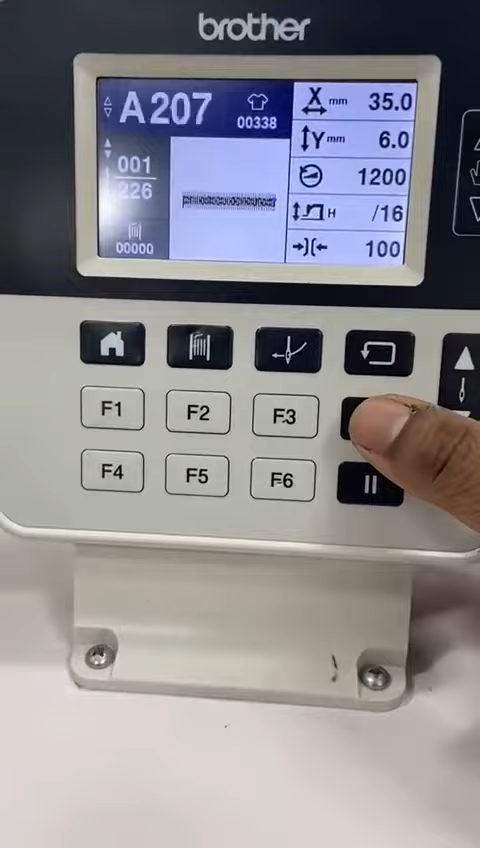 brother
A207
00338
001
226
00000
X mm 35.0
Y mm 6.0
1200
H /16
100
F1 F2 F3
F4 F5 F6